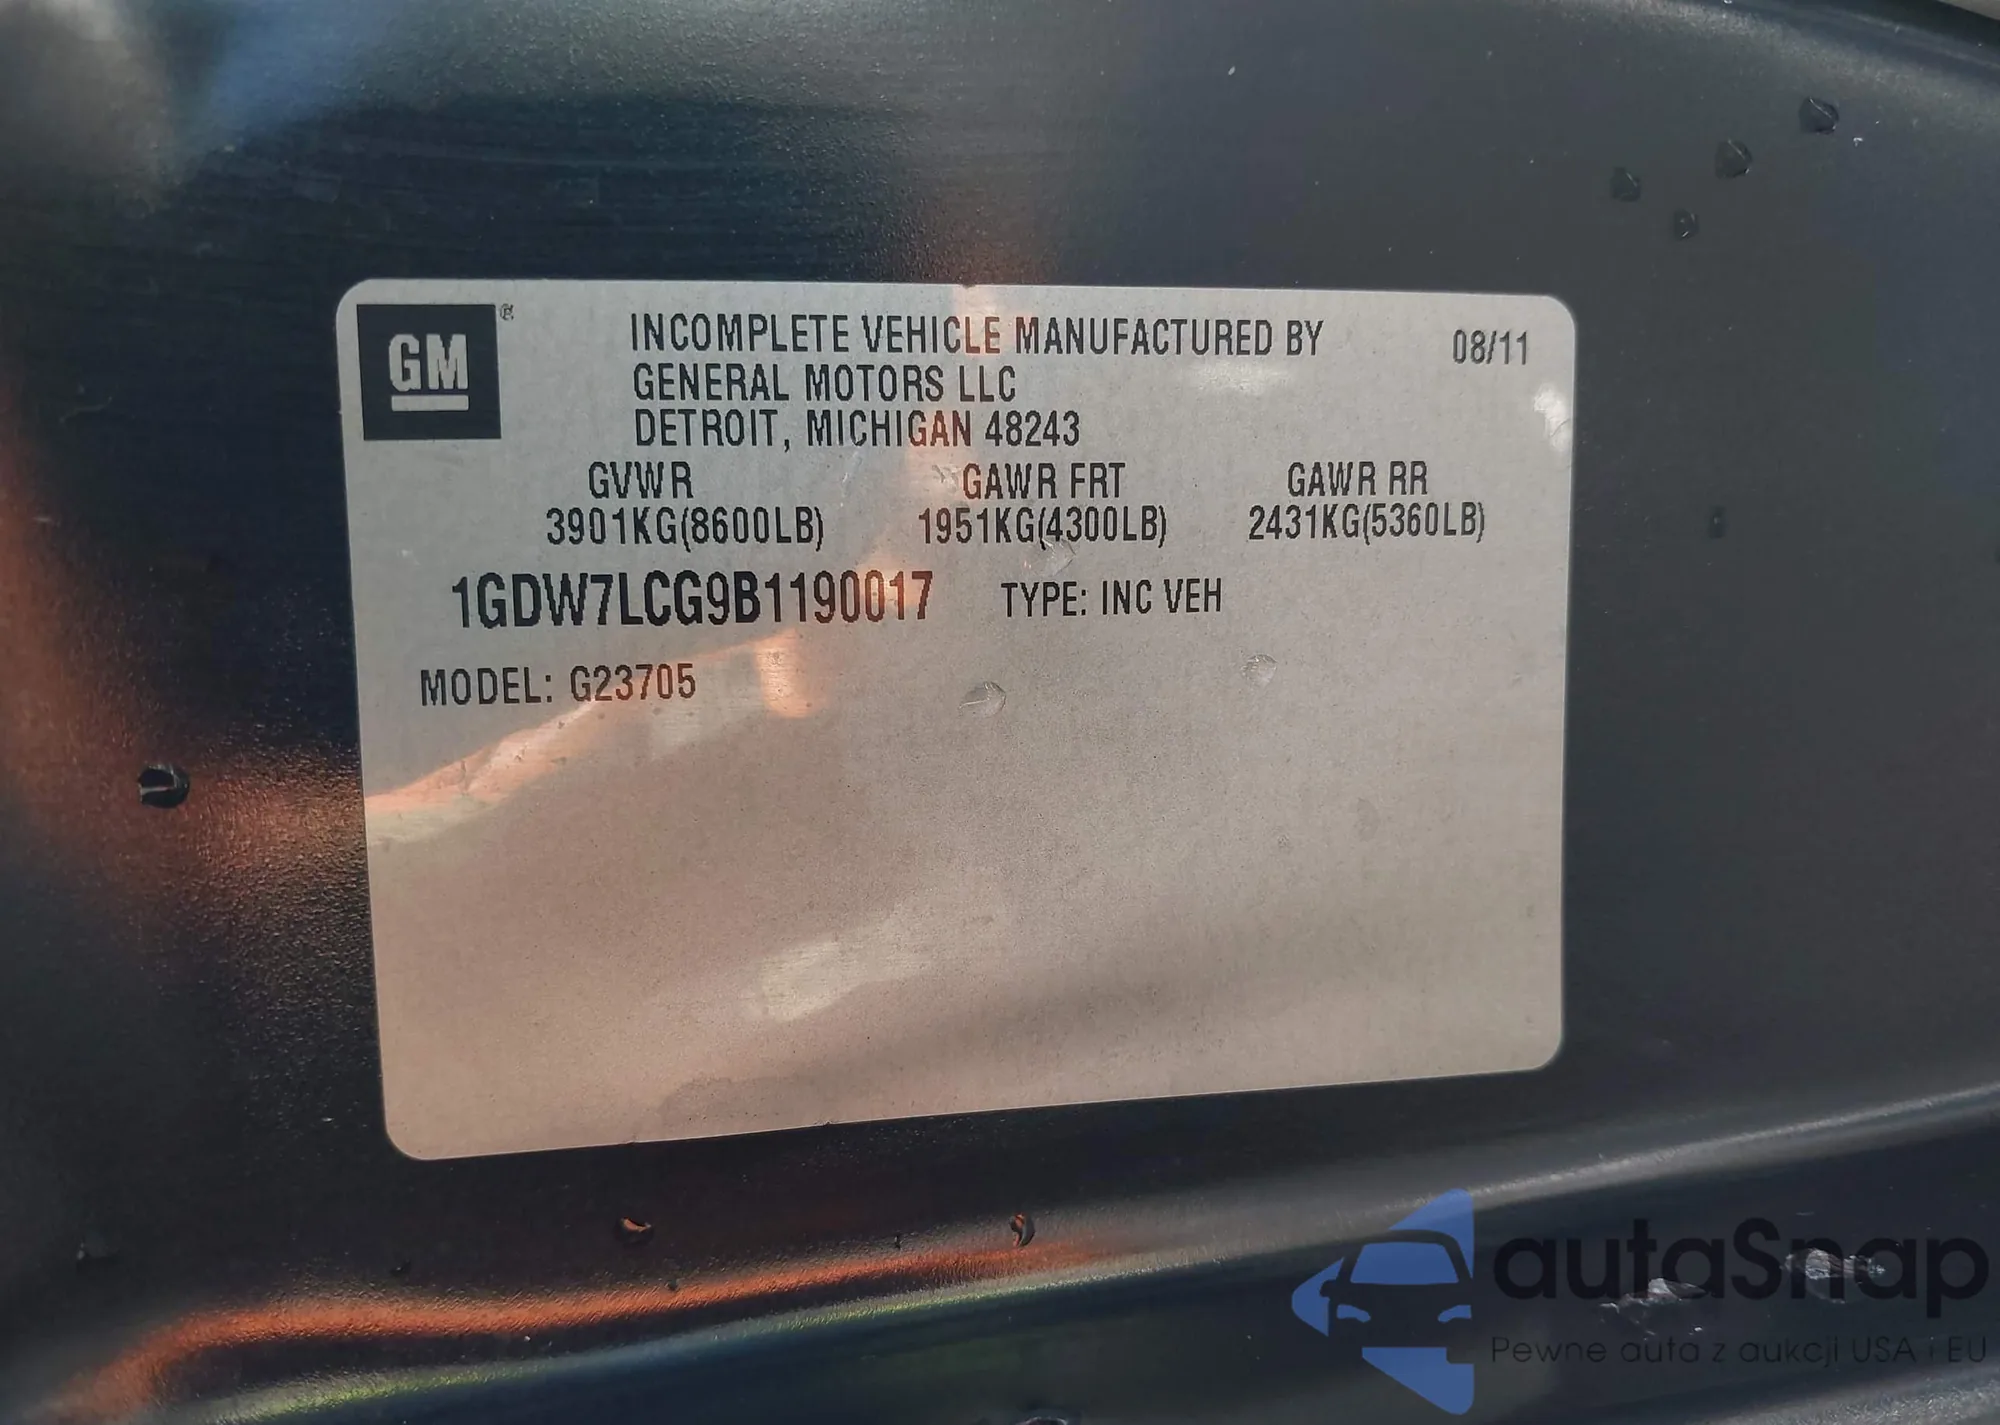 GM®
INCOMPLETE VEHICLE MANUFACTURED BY 08/11
GENERAL MOTORS LLC
DETROIT, MICHIGAN 48243
GVWR GAWR FRT GAWR RR
3901KG(8600LB) 1951KG(4300LB) 2431KG(5360LB)
1GDW7LCG9B1190017 TYPE: INC VEH
MODEL: G23705
autaSnap
Pewne auta z aukcji USA i EU